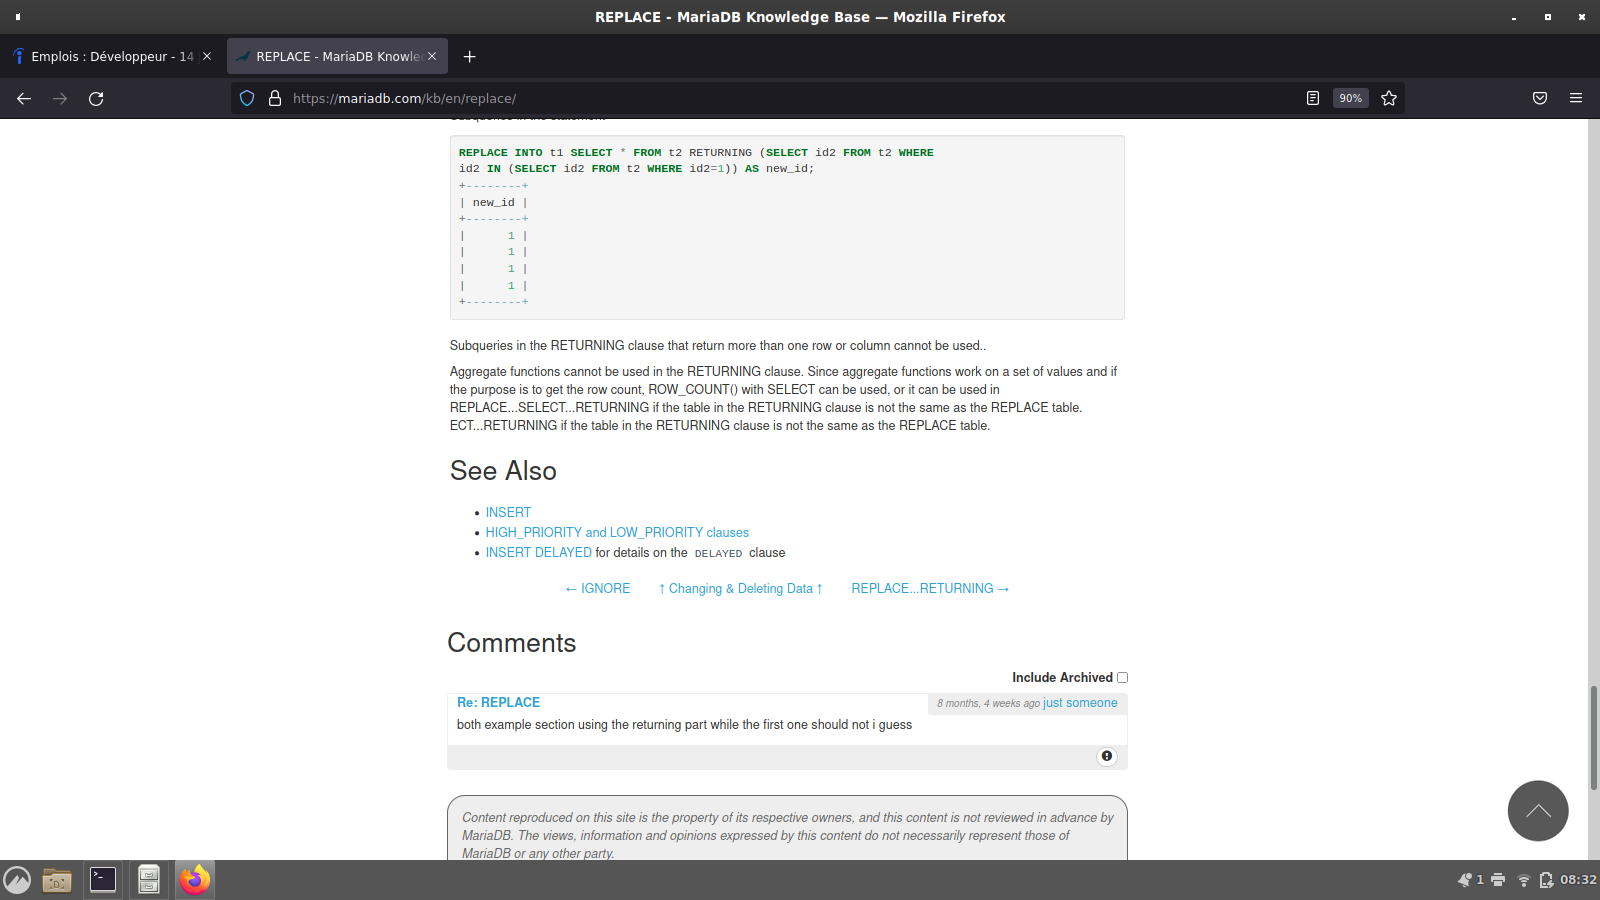 REPLACE - MariaDB Knowledge Base — Mozilla Firefox
Emplois : Développeur - 14
REPLACE - MariaDB Knowle
https://mariadb.com/kb/en/replace/
90%
REPLACE INTO t1 SELECT * FROM t2 RETURNING (SELECT id2 FROM t2 WHERE
id2 IN (SELECT id2 FROM t2 WHERE id2=1)) AS new_id;
+--------+
| new_id |
+--------+
|      1 |
|      1 |
|      1 |
|      1 |
+--------+
Subqueries in the RETURNING clause that return more than one row or column cannot be used..
Aggregate functions cannot be used in the RETURNING clause. Since aggregate functions work on a set of values and if
the purpose is to get the row count, ROW_COUNT() with SELECT can be used, or it can be used in
REPLACE...SELECT...RETURNING if the table in the RETURNING clause is not the same as the REPLACE table.
ECT...RETURNING if the table in the RETURNING clause is not the same as the REPLACE table.
See Also
• INSERT
• HIGH_PRIORITY and LOW_PRIORITY clauses
• INSERT DELAYED for details on the DELAYED clause
← IGNORE ↑ Changing & Deleting Data ↑ REPLACE...RETURNING →
Comments
Include Archived
Re: REPLACE
8 months, 4 weeks ago just someone
both example section using the returning part while the first one should not i guess
Content reproduced on this site is the property of its respective owners, and this content is not reviewed in advance by
MariaDB. The views, information and opinions expressed by this content do not necessarily represent those of
MariaDB or any other party.
1
08:32